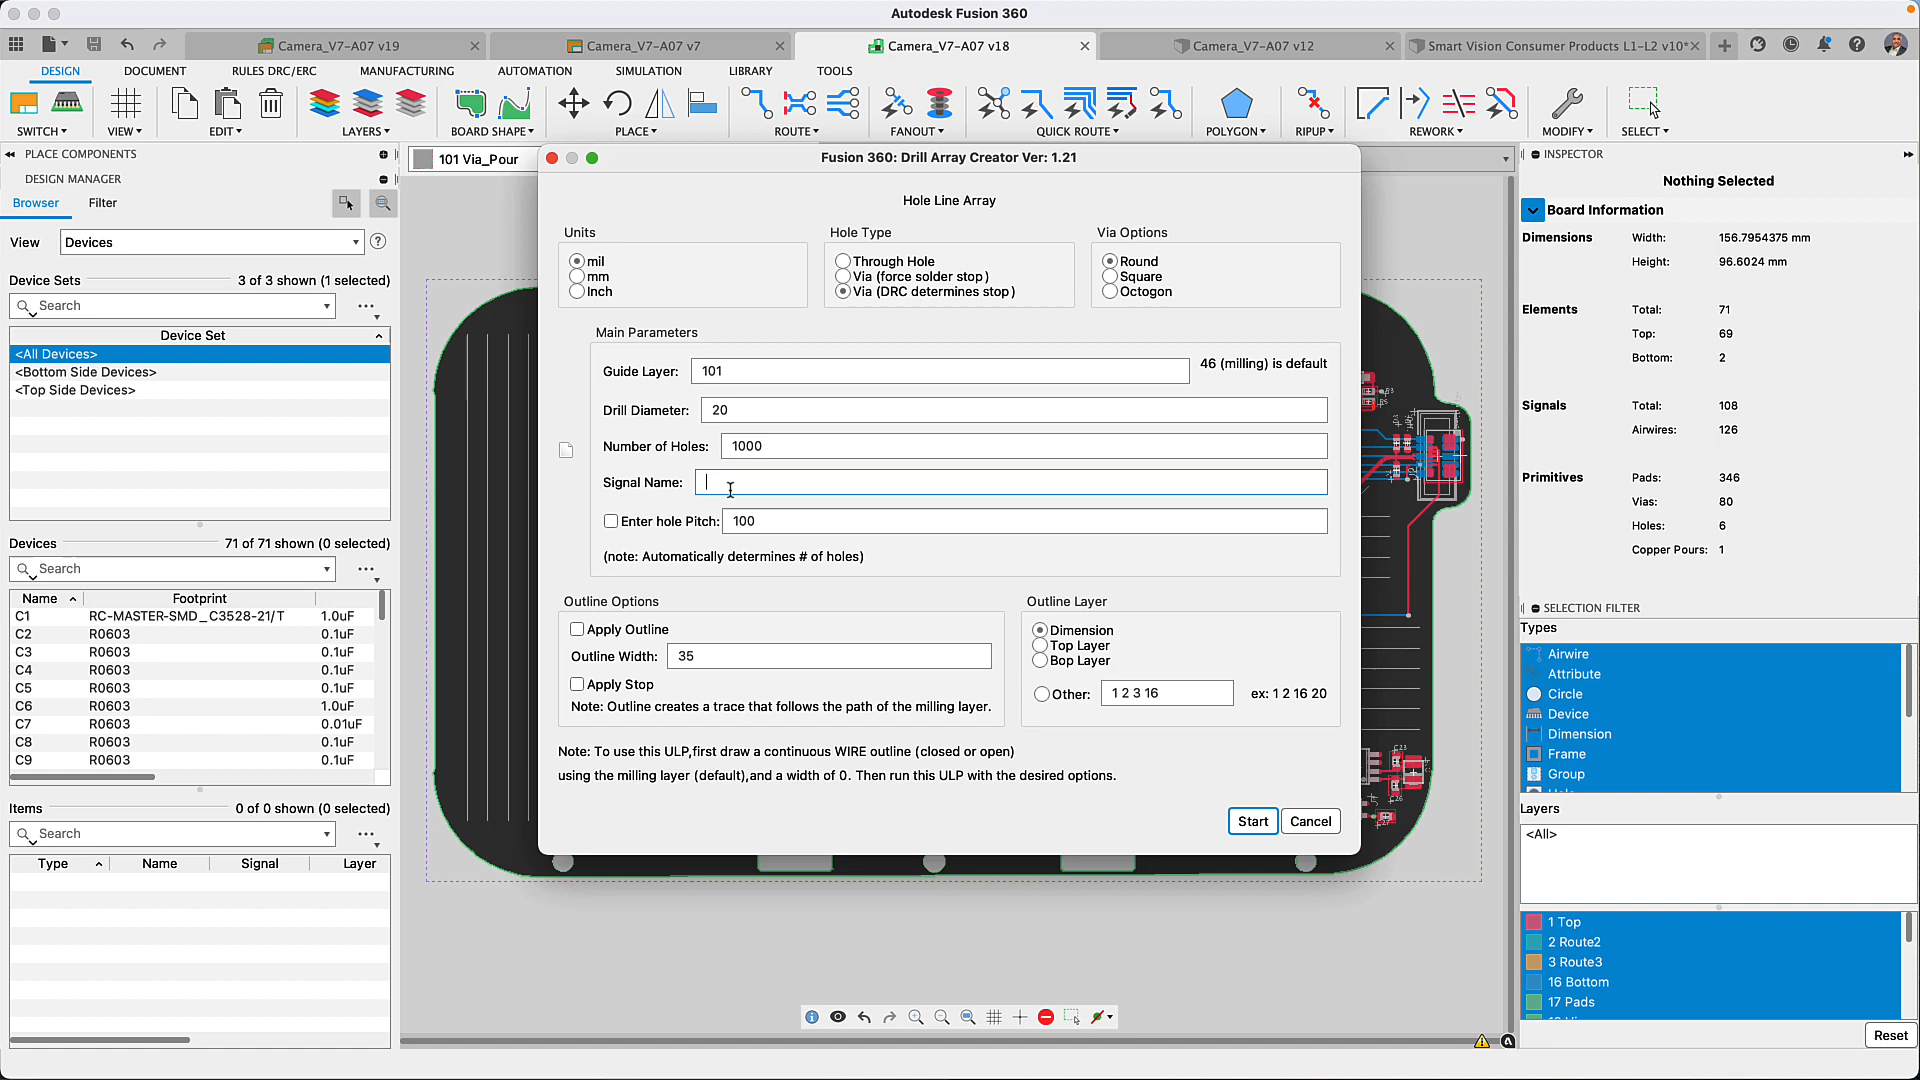 Autodesk Fusion 360
Camera_V7-A07 v19
Camera_V7-A07 v7
Camera_V7-A07 v18
Camera_V7-A07 v12
Smart Vision Consumer Products L1-L2 v10*
DESIGN
DOCUMENT
RULES DRC/ERC
MANUFACTURING
AUTOMATION
SIMULATION
LIBRARY
TOOLS
SWITCH
VIEW
EDIT
LAYERS
BOARD SHAPE
PLACE
ROUTE
FANOUT
QUICK ROUTE
POLYGON
RIPUP
REWORK
MODIFY
SELECT
PLACE COMPONENTS
DESIGN MANAGER
Browser
Filter
View
Devices
Device Sets
3 of 3 shown (1 selected)
Search
Device Set
<All Devices>
<Bottom Side Devices>
<Top Side Devices>
Devices
71 of 71 shown (0 selected)
Search
Name
Footprint
C1 RC-MASTER-SMD_C3528-21/T 1.0uF
C2 R0603 0.1uF
C3 R0603 0.1uF
C4 R0603 0.1uF
C5 R0603 0.1uF
C6 R0603 1.0uF
C7 R0603 0.01uF
C8 R0603 0.1uF
C9 R0603 0.1uF
Items
0 of 0 shown (0 selected)
Search
Type
Name
Signal
Layer
101 Via_Pour
Fusion 360: Drill Array Creator Ver: 1.21
Hole Line Array
Units
mil
mm
Inch
Hole Type
Through Hole
Via (force solder stop)
Via (DRC determines stop)
Via Options
Round
Square
Octogon
Main Parameters
Guide Layer: 101
46 (milling) is default
Drill Diameter: 20
Number of Holes: 1000
Signal Name:
Enter hole Pitch: 100
(note: Automatically determines # of holes)
Outline Options
Apply Outline
Outline Width: 35
Apply Stop
Note: Outline creates a trace that follows the path of the milling layer.
Outline Layer
Dimension
Top Layer
Bop Layer
Other: 1 2 3 16 ex: 1 2 16 20
Note: To use this ULP,first draw a continuous WIRE outline (closed or open)
using the milling layer (default),and a width of 0. Then run this ULP with the desired options.
Start
Cancel
C23
C26
INSPECTOR
Nothing Selected
Board Information
Dimensions Width: 156.7954375 mm
Height: 96.6024 mm
Elements Total: 71
Top: 69
Bottom: 2
Signals Total: 108
Airwires: 126
Primitives Pads: 346
Vias: 80
Holes: 6
Copper Pours: 1
SELECTION FILTER
Types
Airwire
Attribute
Circle
Device
Dimension
Frame
Group
Layers
<All>
1 Top
2 Route2
3 Route3
16 Bottom
17 Pads
Reset